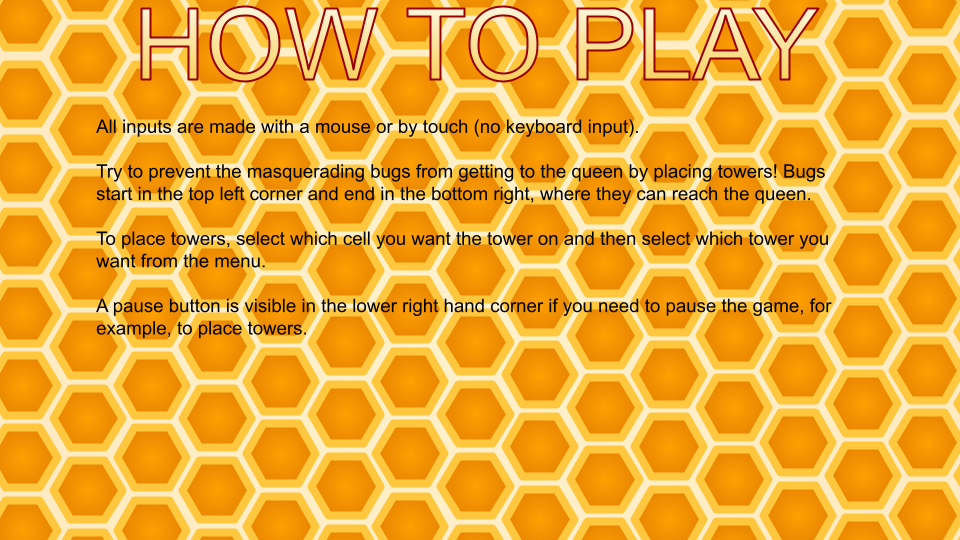 HOW TO PLAY
All inputs are made with a mouse or by touch (no keyboard input).
Try to prevent the masquerading bugs from getting to the queen by placing towers! Bugs
start in the top left corner and end in the bottom right, where they can reach the queen.
To place towers, select which cell you want the tower on and then select which tower you
want from the menu.
A pause button is visible in the lower right hand corner if you need to pause the game, for
example, to place towers.